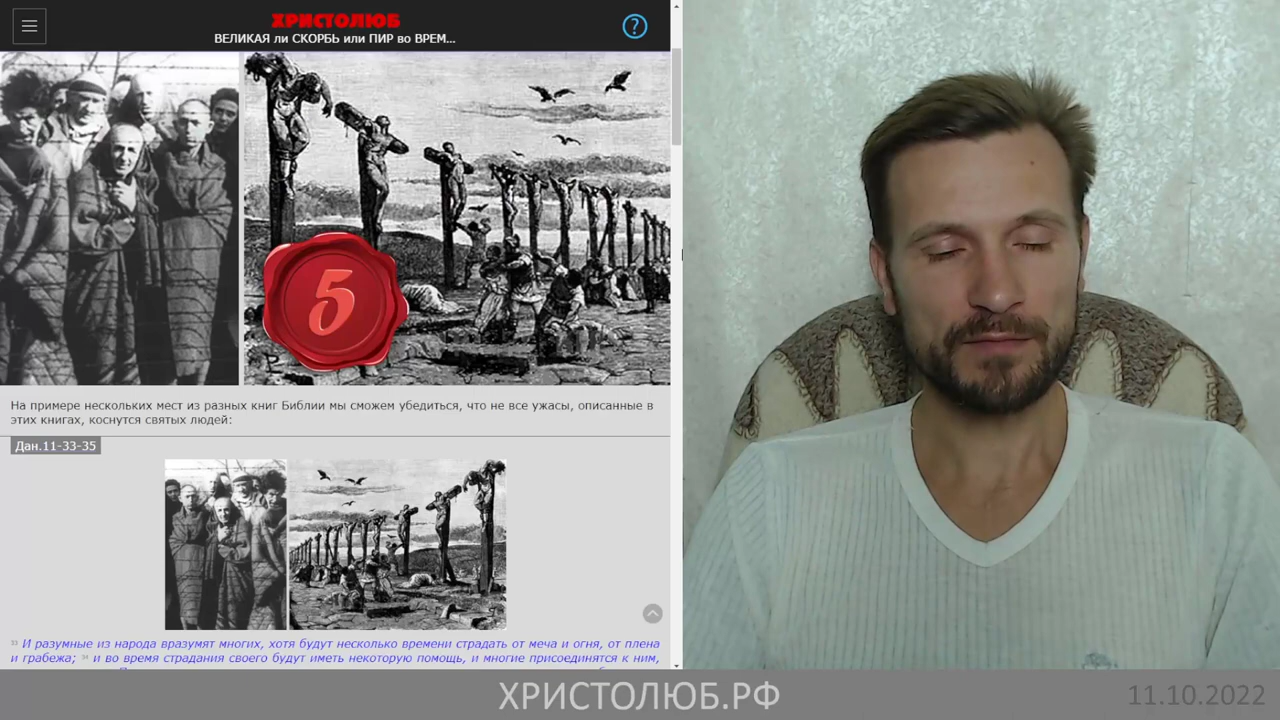 ХРИСТОЛЮБ
ВЕЛИКАЯ ли СКОРБЬ или ПИР во ВРЕМ...
?
5
На примере нескольких мест из разных книг Библии мы сможем убедиться, что не все ужасы, описанные в
этих книгах, коснутся святых людей:
Дан.11-33-35
33 И разумные из народа вразумят многих, хотя будут несколько времени страдать от меча и огня, от плена
и грабежа; 34 и во время страдания своего будут иметь некоторую помощь, и многие присоединятся к ним,
ХРИСТОЛЮБ.РФ
11.10.2022